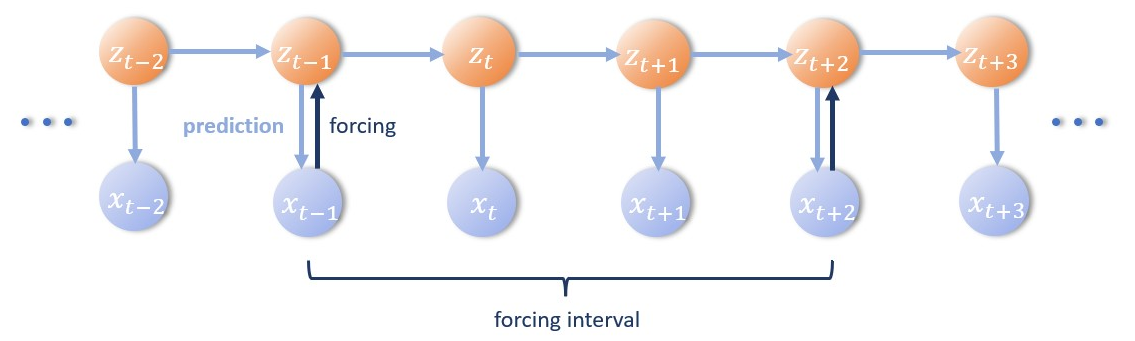 z_{t-2} z_{t-1} z_t z_{t+1} z_{t+2} z_{t+3}
prediction forcing
x_{t-2} x_{t-1} x_t x_{t+1} x_{t+2} x_{t+3}
forcing interval